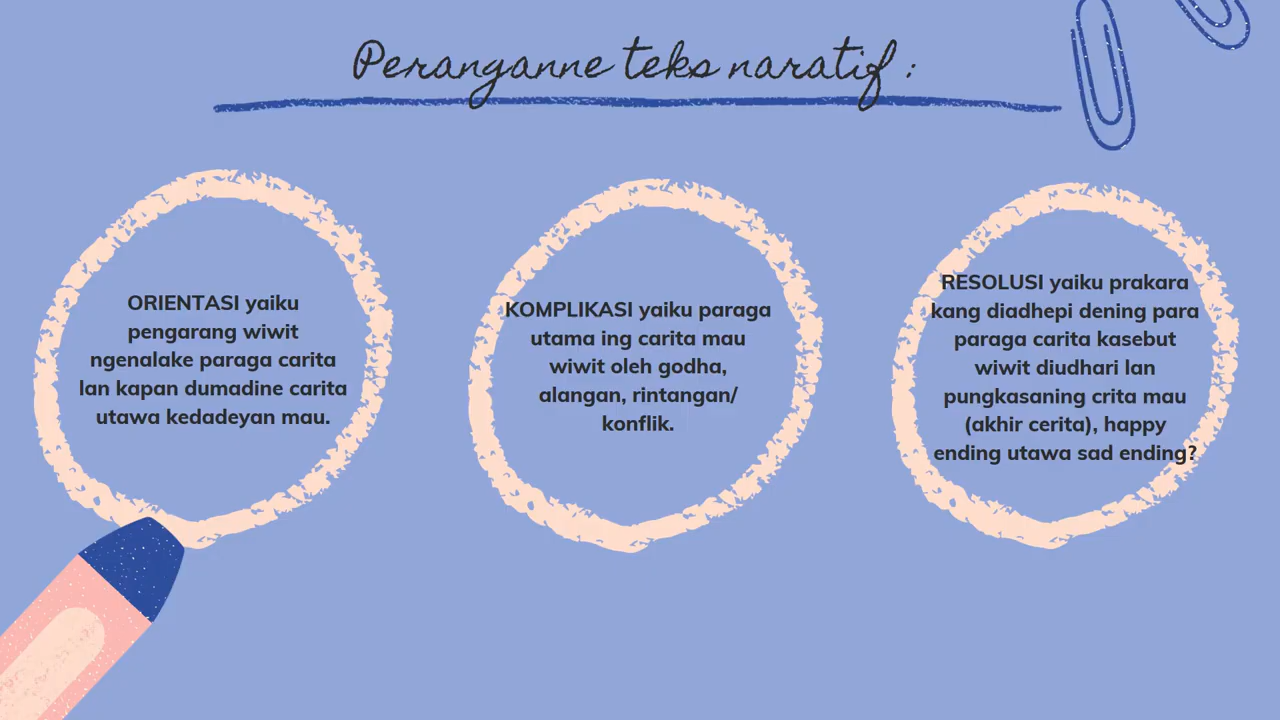 Peranganne teks naratif :
ORIENTASI yaiku
pengarang wiwit
ngenalake paraga carita
lan kapan dumadine carita
utawa kedadeyan mau.
KOMPLIKASI yaiku paraga
utama ing carita mau
wiwit oleh godha,
alangan, rintangan/
konflik.
RESOLUSI yaiku prakara
kang diadhepi dening para
paraga carita kasebut
wiwit diudhari lan
pungkasaning crita mau
(akhir cerita), happy
ending utawa sad ending?